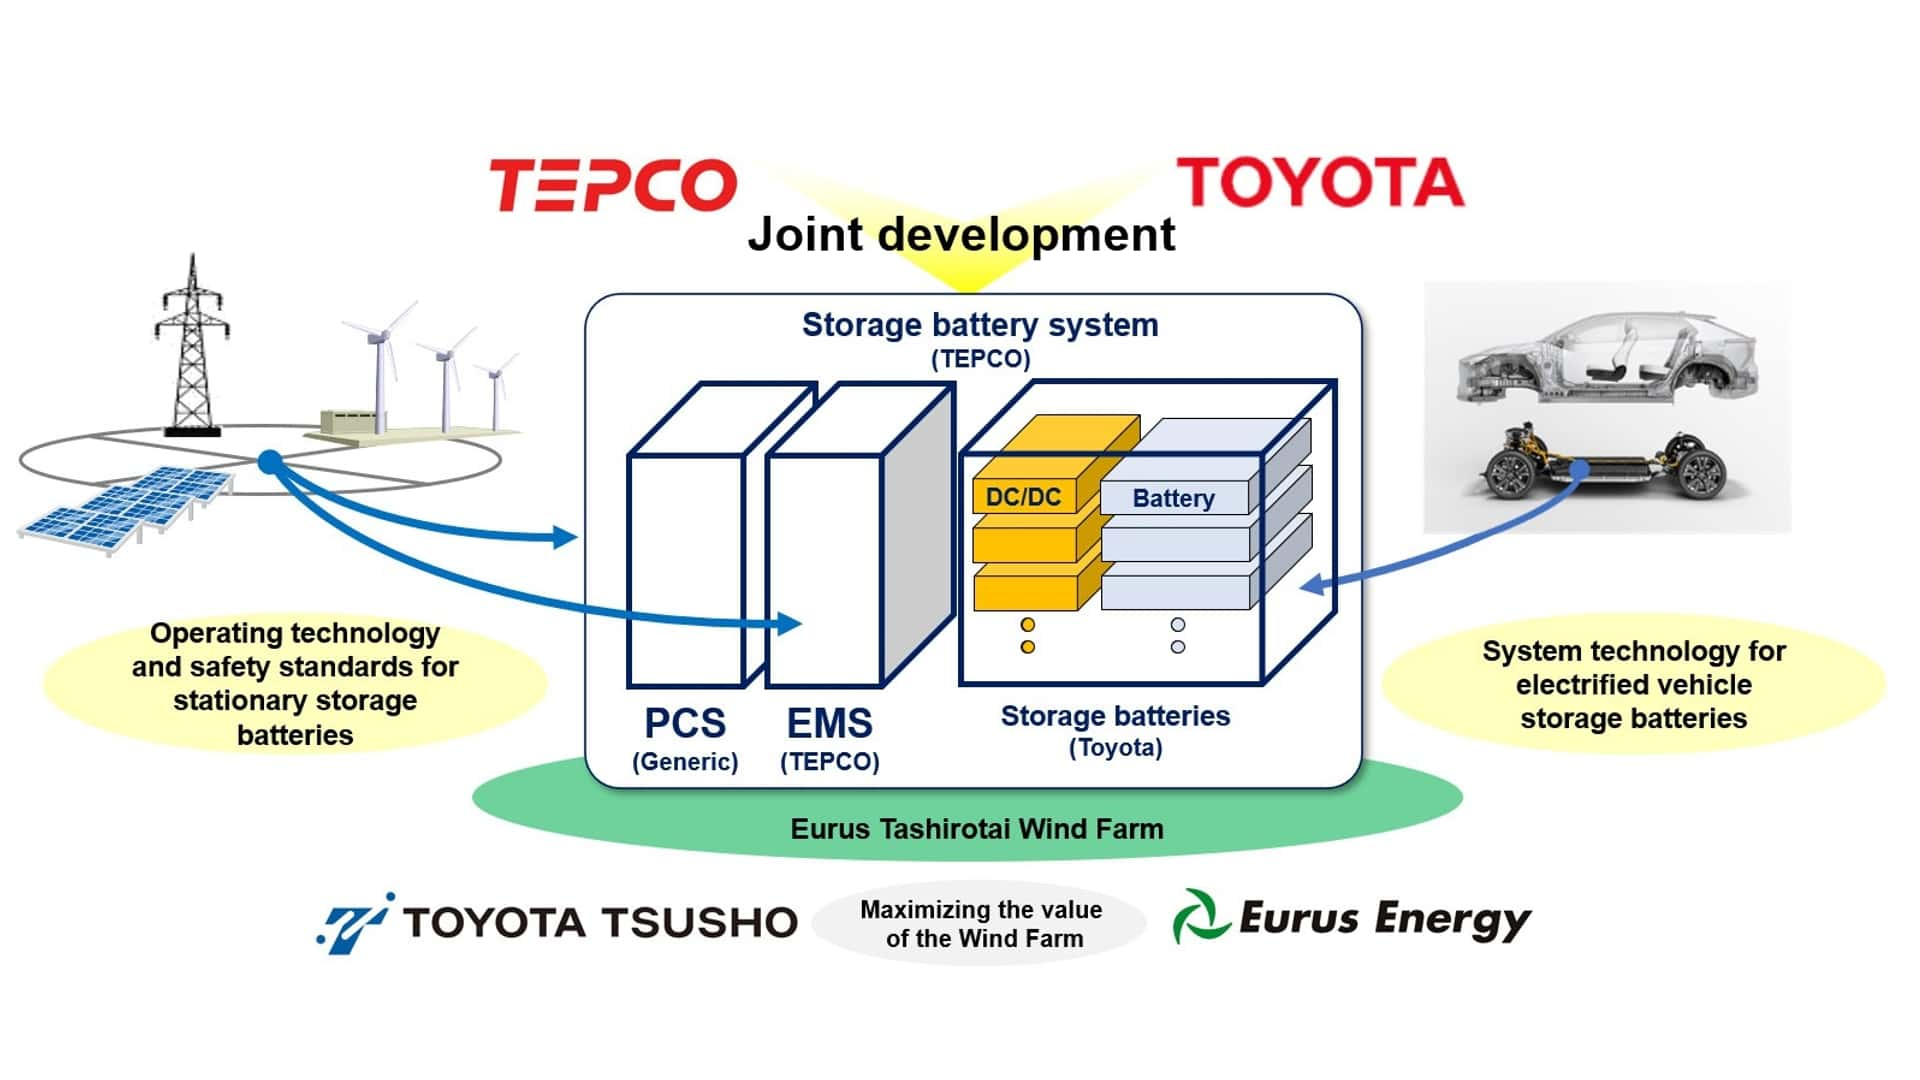 TEPCO
TOYOTA
Joint development
Storage battery system
(TEPCO)
DC/DC
Battery
Operating technology
and safety standards for
stationary storage
batteries
System technology for
electrified vehicle
storage batteries
PCS
(Generic)
EMS
(TEPCO)
Storage batteries
(Toyota)
Eurus Tashirotai Wind Farm
TOYOTA TSUSHO
Maximizing the value
of the Wind Farm
Eurus Energy